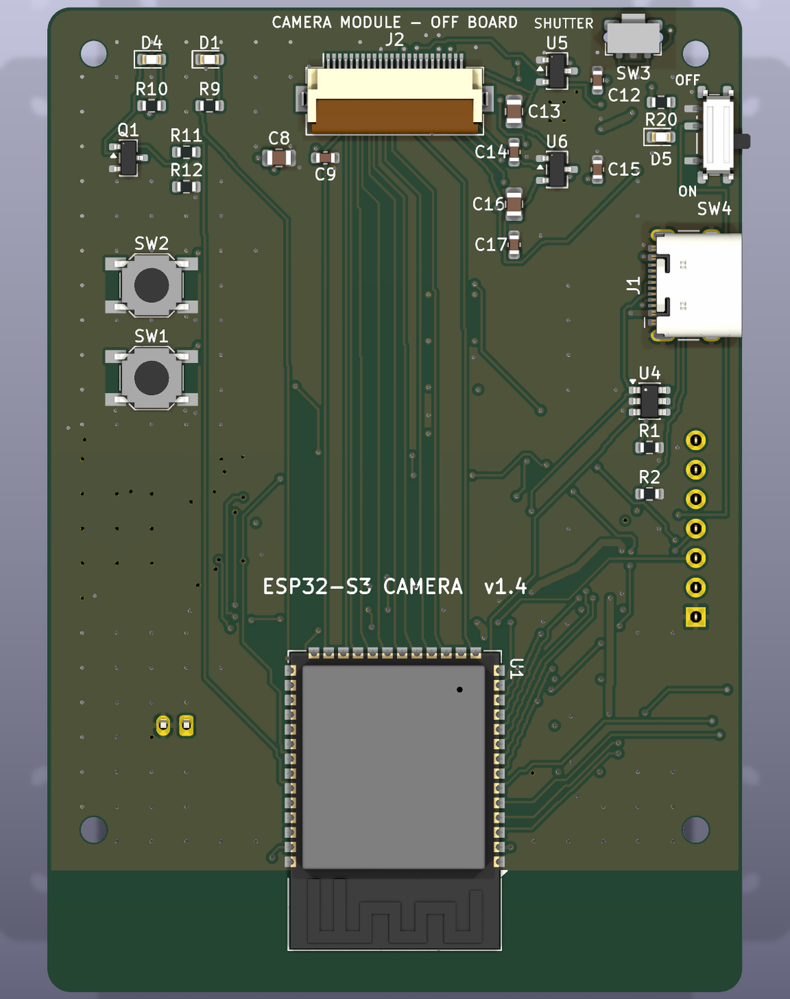 CAMERA MODULE - OFF BOARD
SHUTTER
J2
U5
D4
D1
SW3
OFF
R10
R9
C12
C13
R20
Q1
R11
C8
C14
U6
D5
R12
C9
C15
ON
C16
SW4
SW2
C17
J1
SW1
U4
R1
R2
ESP32-S3 CAMERA v1.4
U1